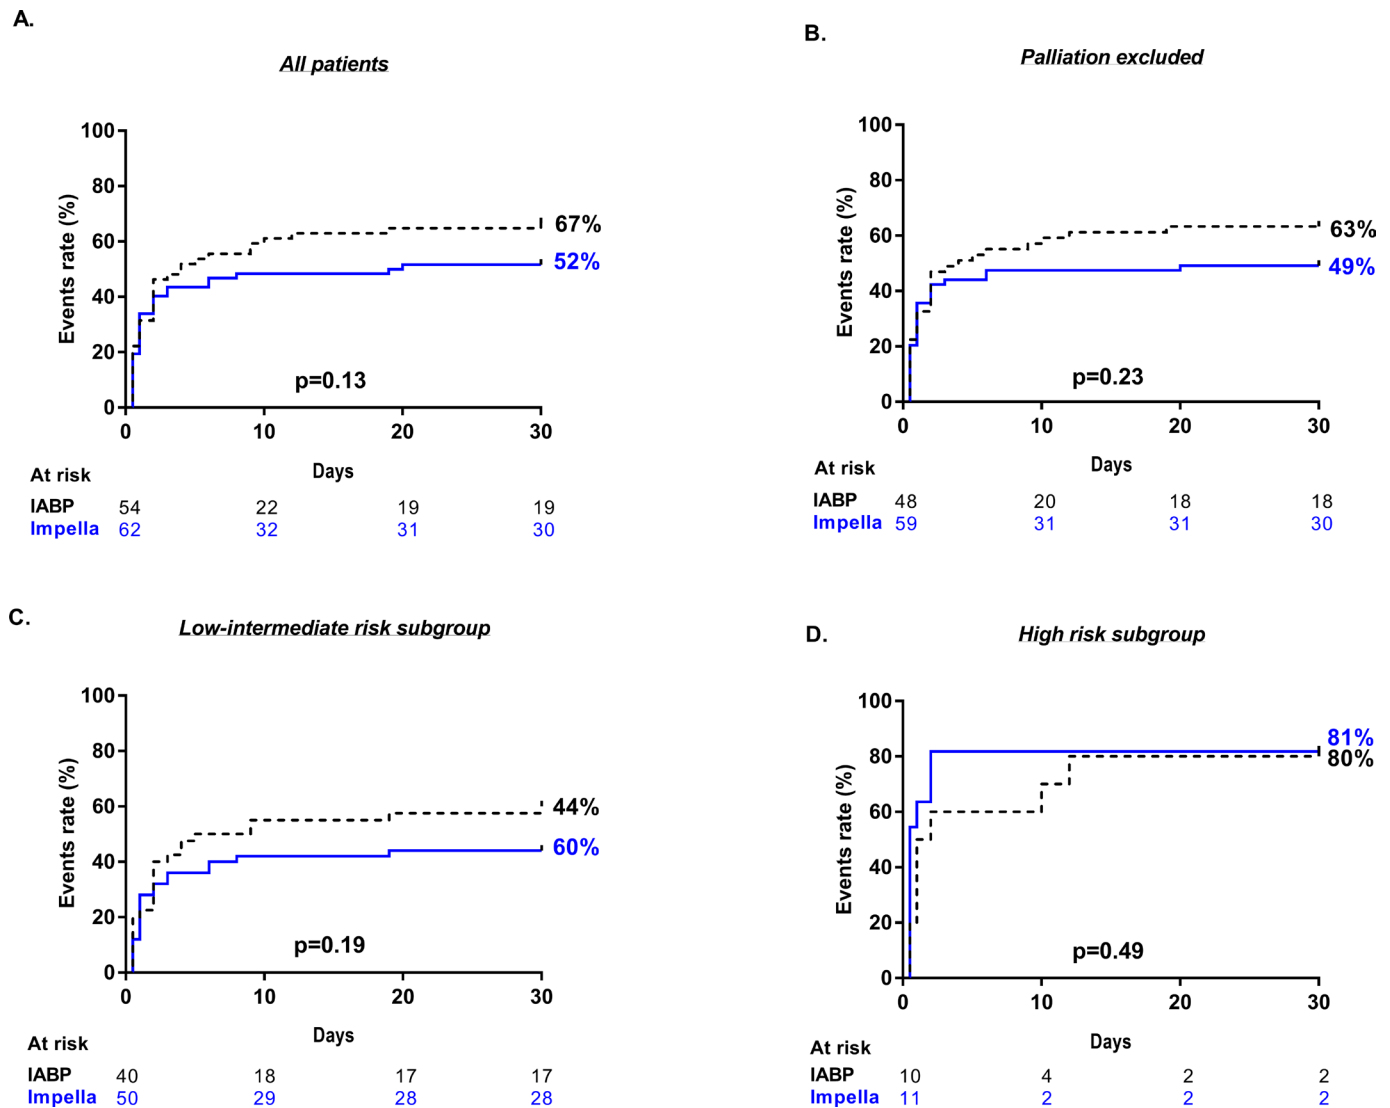 A.
All patients
100
80
60
40
20
0
Events rate (%)
67%
52%
p=0.13
0 10 20 30
Days
At risk
IABP 54 22 19 19
Impella 62 32 31 30
B.
Palliation excluded
100
80
60
40
20
0
Events rate (%)
63%
49%
p=0.23
0 10 20 30
Days
At risk
IABP 48 20 18 18
Impella 59 31 31 30
C.
Low-intermediate risk subgroup
100
80
60
40
20
0
Events rate (%)
44%
60%
p=0.19
0 10 20 30
Days
At risk
IABP 40 18 17 17
Impella 50 29 28 28
D.
High risk subgroup
100
80
60
40
20
0
Events rate (%)
81%
80%
p=0.49
0 10 20 30
Days
At risk
IABP 10 4 2 2
Impella 11 2 2 2